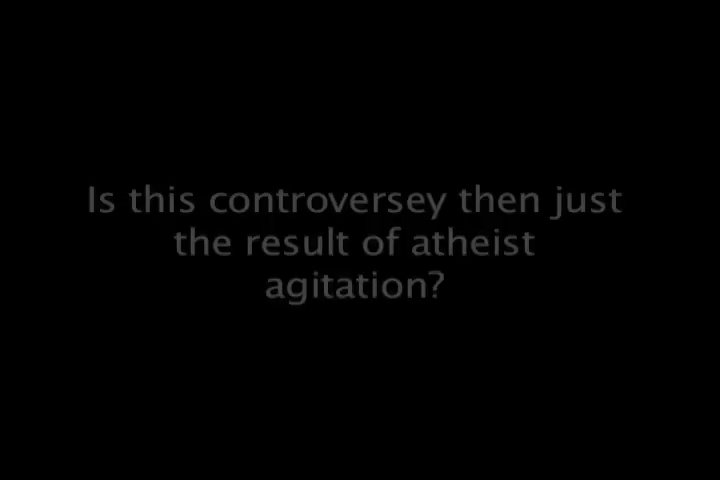 Is this controversey then just
the result of atheist
agitation?